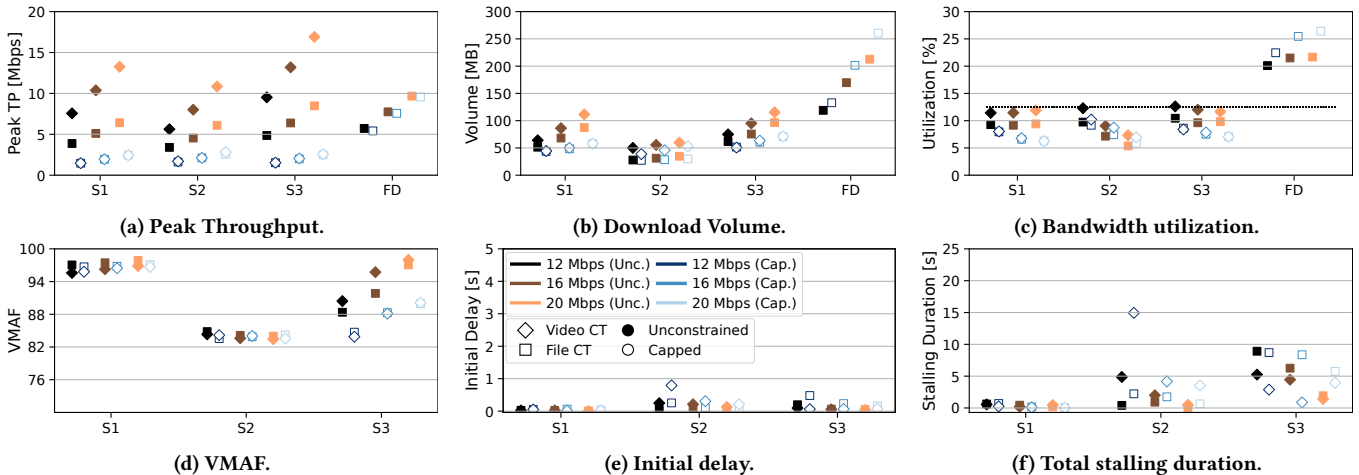 20
15
10
5
0
Peak TP [Mbps]
S1 S2 S3 FD
(a) Peak Throughput.
300
250
200
150
100
50
0
Volume [MB]
S1 S2 S3 FD
(b) Download Volume.
30
25
20
15
10
5
0
Utilization [%]
S1 S2 S3 FD
(c) Bandwidth utilization.
100
94
88
82
76
VMAF
S1 S2 S3
(d) VMAF.
5
4
3
2
1
0
Initial Delay [s]
12 Mbps (Unc.) 12 Mbps (Cap.)
16 Mbps (Unc.) 16 Mbps (Cap.)
20 Mbps (Unc.) 20 Mbps (Cap.)
Video CT Unconstrained
File CT Capped
S1 S2 S3
(e) Initial delay.
25
20
15
10
5
0
Stalling Duration [s]
S1 S2 S3
(f) Total stalling duration.